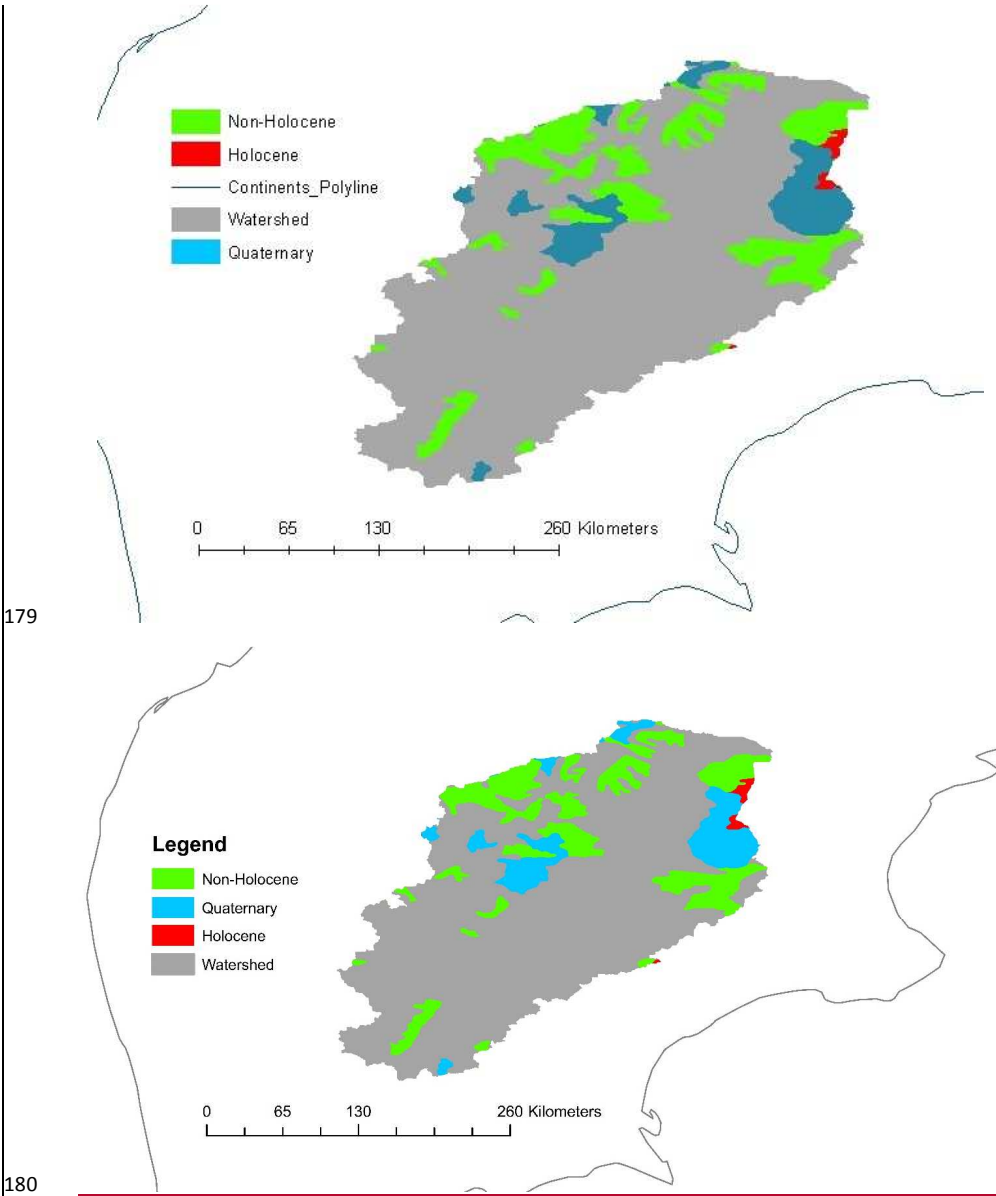 Non-Holocene
Holocene
Continents_Polyline
Watershed
Quaternary
0 65 130 260 Kilometers
179
Legend
Non-Holocene
Quaternary
Holocene
Watershed
0 65 130 260 Kilometers
180